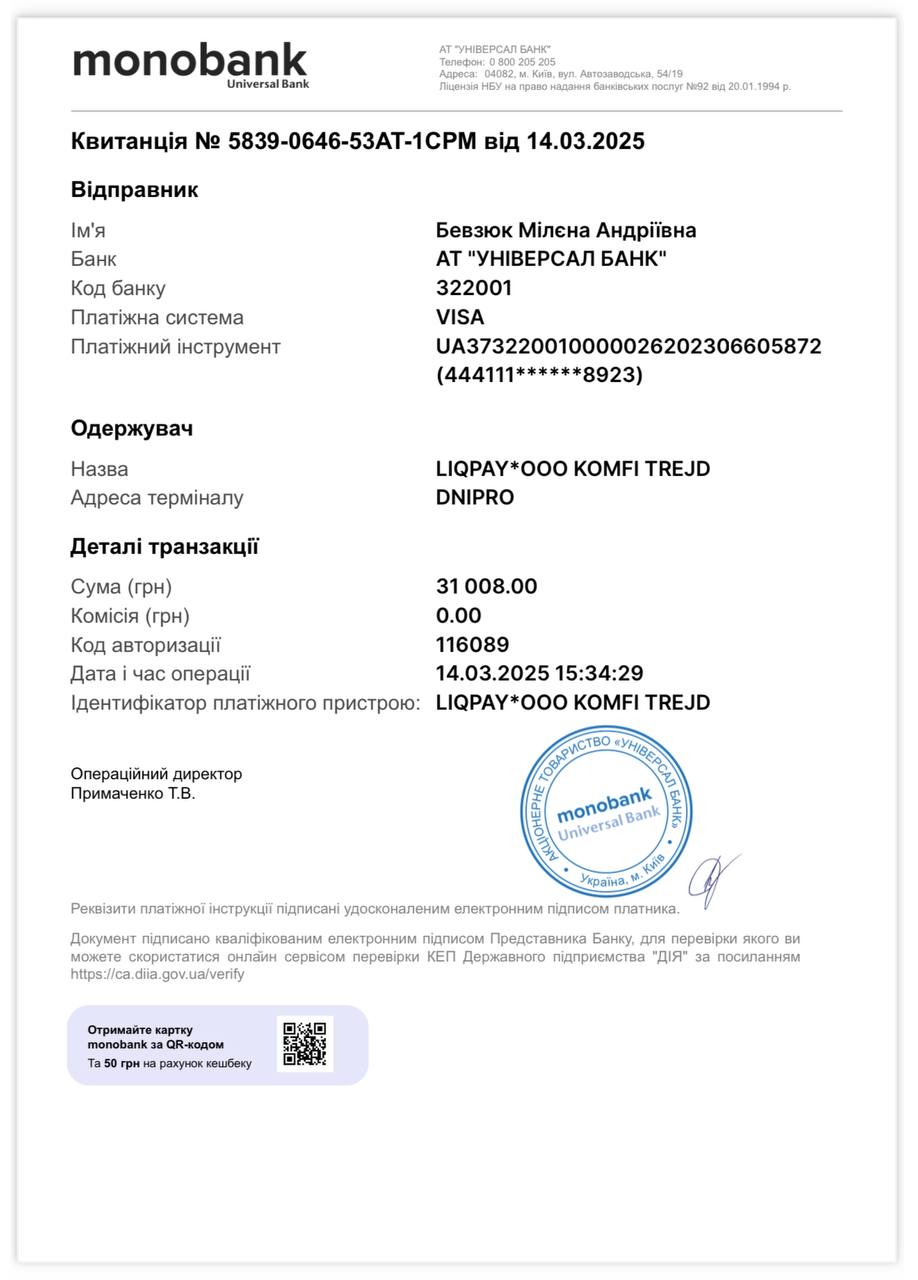 monobank
Universal Bank
АТ "УНІВЕРСАЛ БАНК"
Телефон: 0 800 205 205
Адреса: 04082, м. Київ, вул. Автозаводська, 54/19
Ліцензія НБУ на право надання банківських послуг №92 від 20.01.1994 р.
Квитанція № 5839-0646-53AT-1CPM від 14.03.2025
Відправник
Ім'я Бевзюк Мілєна Андріївна
Банк АТ "УНІВЕРСАЛ БАНК"
Код банку 322001
Платіжна система VISA
Платіжний інструмент UA373220010000026202306605872
(444111******8923)
Одержувач
Назва LIQPAY*OOO KOMFI TREJD
Адреса терміналу DNIPRO
Деталі транзакції
Сума (грн) 31 008.00
Комісія (грн) 0.00
Код авторизації 116089
Дата і час операції 14.03.2025 15:34:29
Ідентифікатор платіжного пристрою: LIQPAY*OOO KOMFI TREJD
Операційний директор
Примаченко Т.В.
АКЦІОНЕРНЕ ТОВАРИСТВО «УНІВЕРСАЛ БАНК»
monobank
Universal Bank
Україна, м. Київ
Реквізити платіжної інструкції підписані удосконаленим електронним підписом платника.
Документ підписано кваліфікованим електронним підписом Представника Банку, для перевірки якого ви
можете скористатися онлайн сервісом перевірки КЕП Державного підприємства "ДІЯ" за посиланням
https://ca.diia.gov.ua/verify
Отримайте картку
monobank за QR-кодом
Та 50 грн на рахунок кешбеку